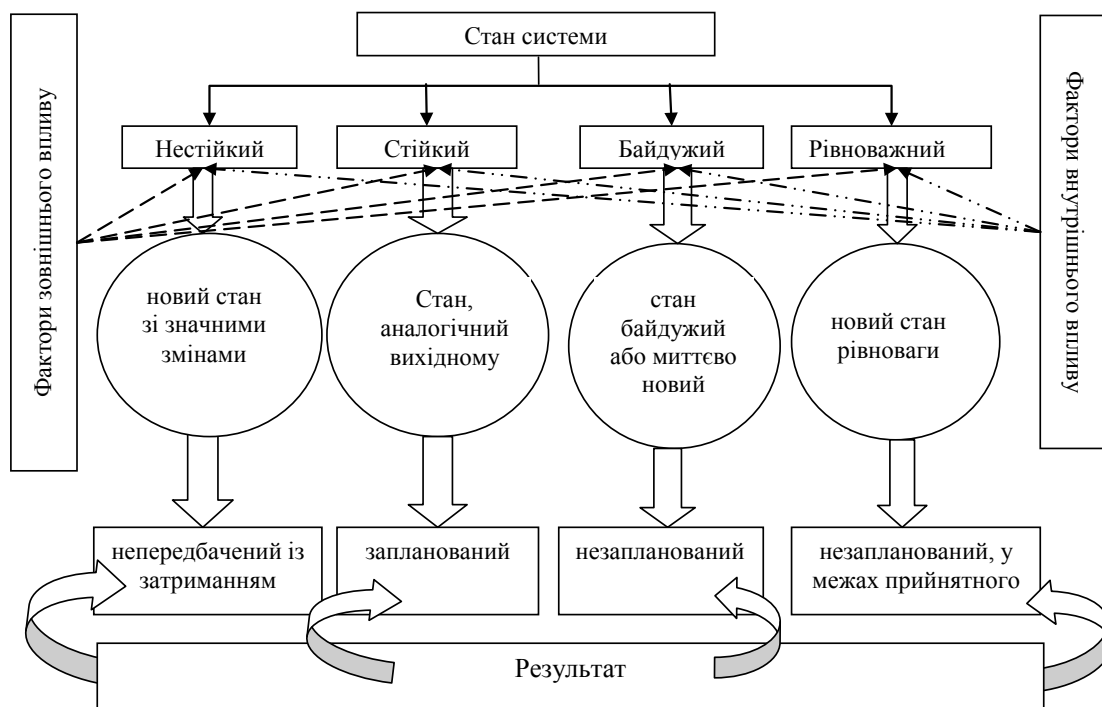 Стан системи
Фактори зовнішнього впливу
Фактори внутрішнього впливу
Нестійкий
Стійкий
Байдужий
Рівноважний
новий стан
зі значними
змінами
Стан,
аналогічний
вихідному
стан
байдужий
або миттєво
новий
новий стан
рівноваги
непередбачений із
затриманням
запланований
незапланований
незапланований, у
межах прийнятного
Результат